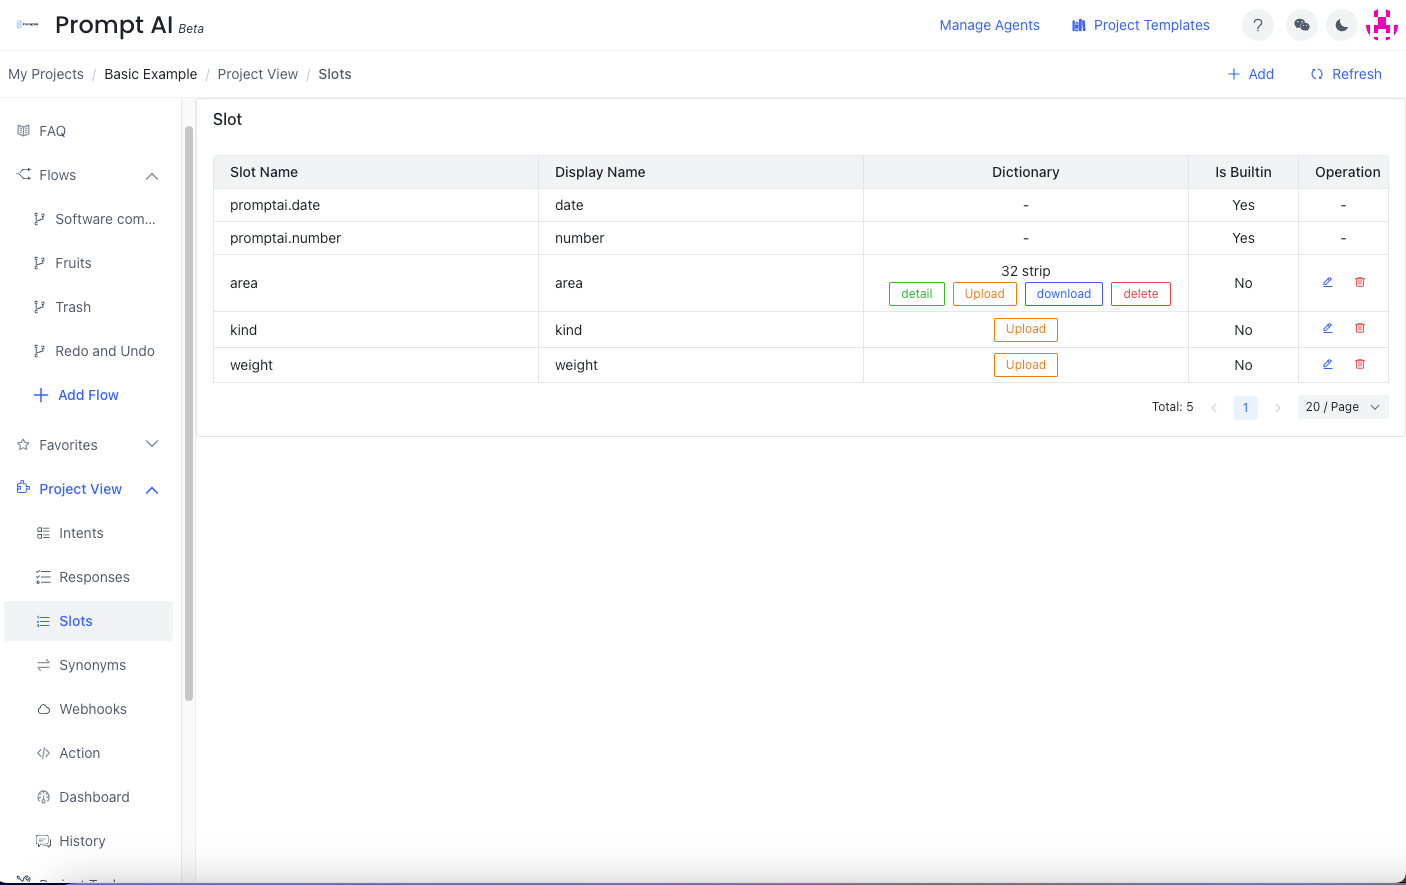 Prompt AI Beta
Manage Agents
Project Templates
?
My Projects / Basic Example / Project View / Slots
Add
Refresh
FAQ
Flows
Software com...
Fruits
Trash
Redo and Undo
Add Flow
Favorites
Project View
Intents
Responses
Slots
Synonyms
Webhooks
Action
Dashboard
History
Slot
Slot Name Display Name Dictionary Is Builtin Operation
promptai.date date - Yes -
promptai.number number - Yes -
area area 32 strip No
detail Upload download delete
kind kind Upload No
weight weight Upload No
Total: 5 1 20 / Page